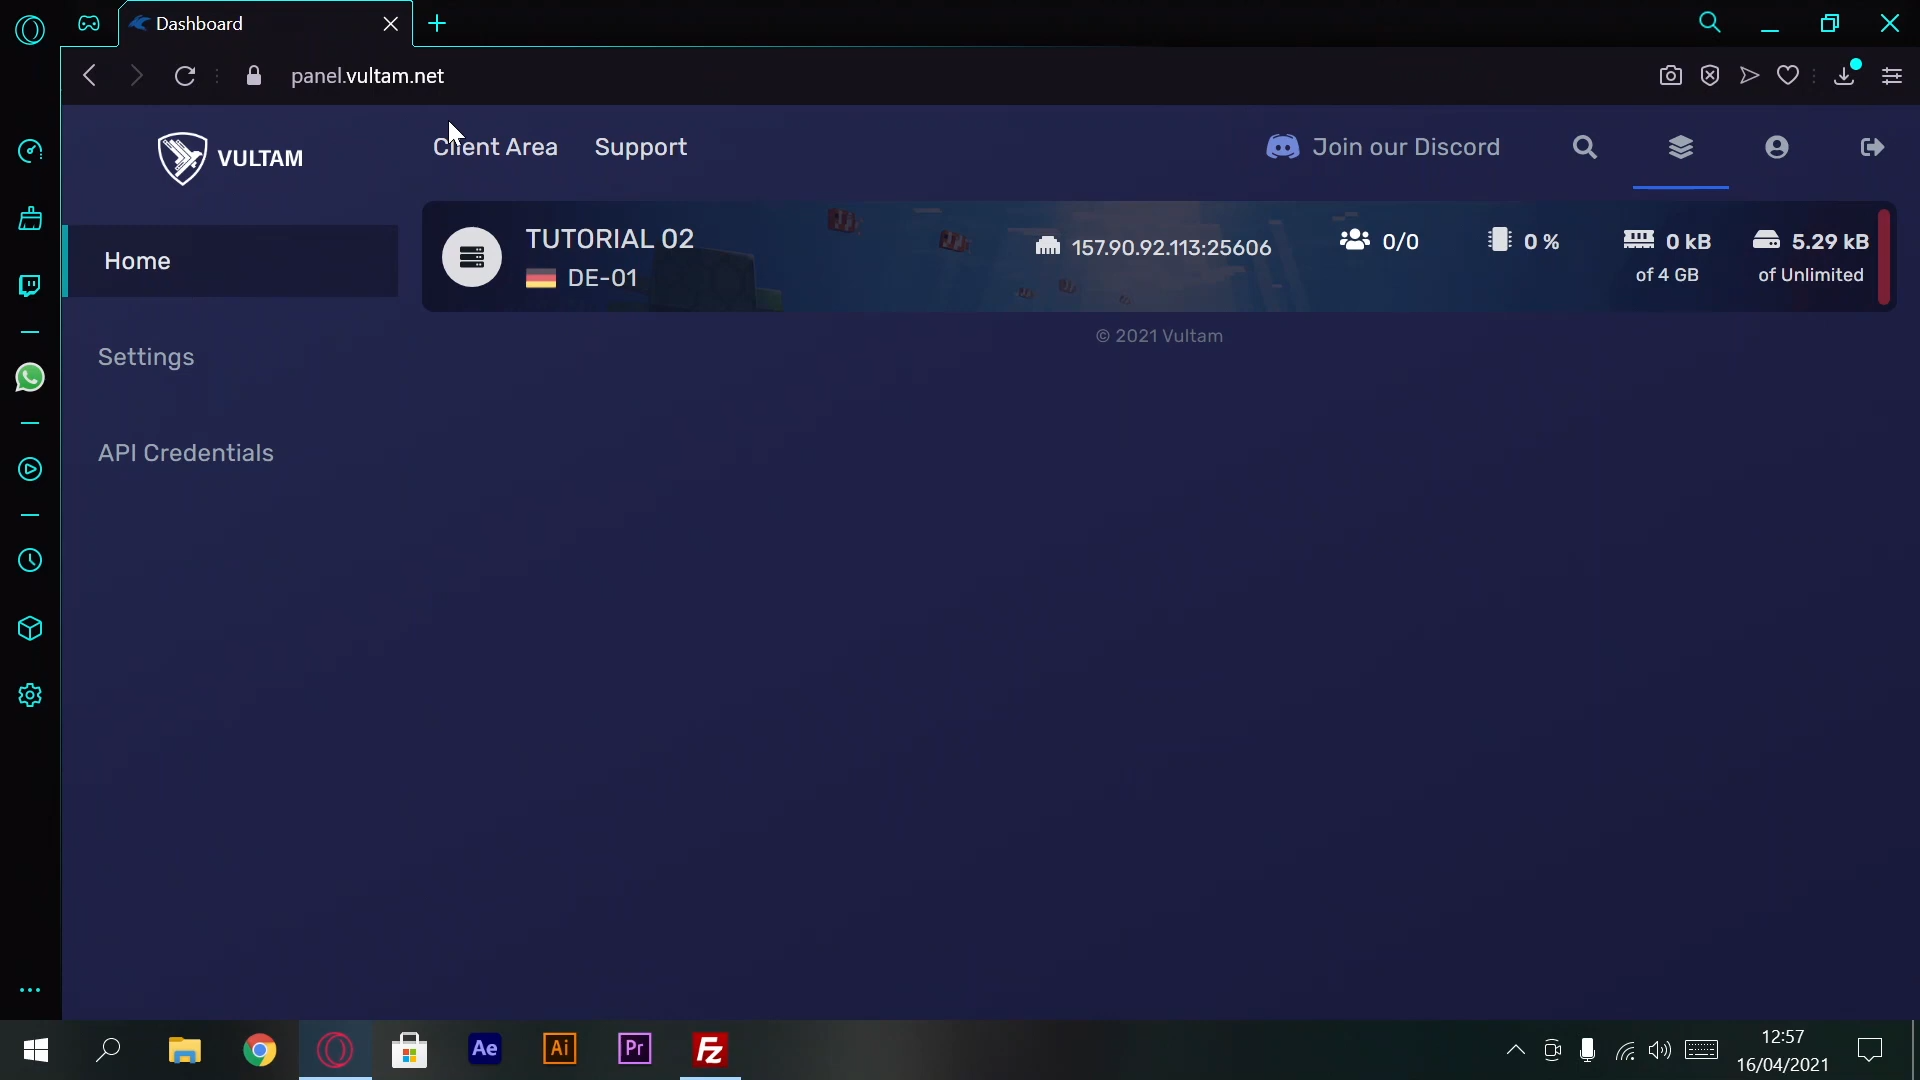 Dashboard
panel.vultam.net
VULTAM
Client Area
Support
Join our Discord
Home
Settings
API Credentials
TUTORIAL 02
DE-01
157.90.92.113:25606
0/0
0 %
0 kB
of 4 GB
5.29 kB
of Unlimited
© 2021 Vultam
Ae
Ai
Pr
Fz
12:57
16/04/2021